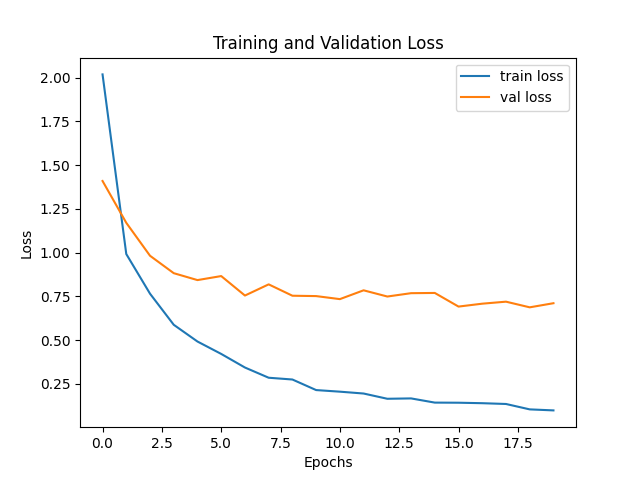 Training and Validation Loss
train loss
val loss
2.00
1.75
1.50
1.25
1.00
0.75
0.50
0.25
Loss
0.0 2.5 5.0 7.5 10.0 12.5 15.0 17.5
Epochs